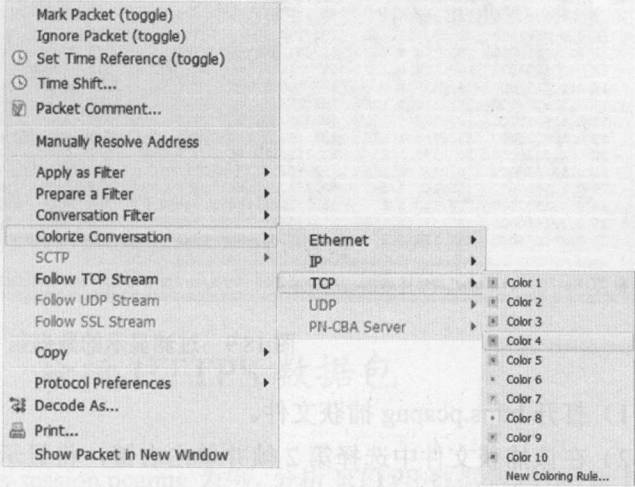 Mark Packet (toggle)
Ignore Packet (toggle)
Set Time Reference (toggle)
Time Shift...
Packet Comment...
Manually Resolve Address
Apply as Filter
Prepare a Filter
Conversation Filter
Colorize Conversation
SCTP
Follow TCP Stream
Follow UDP Stream
Follow SSL Stream
Copy
Protocol Preferences
Decode As...
Print...
Show Packet in New Window
Ethernet
IP
TCP
UDP
PN-CBA Server
Color 1
Color 2
Color 3
Color 4
Color 5
Color 6
Color 7
Color 8
Color 9
Color 10
New Coloring Rule...